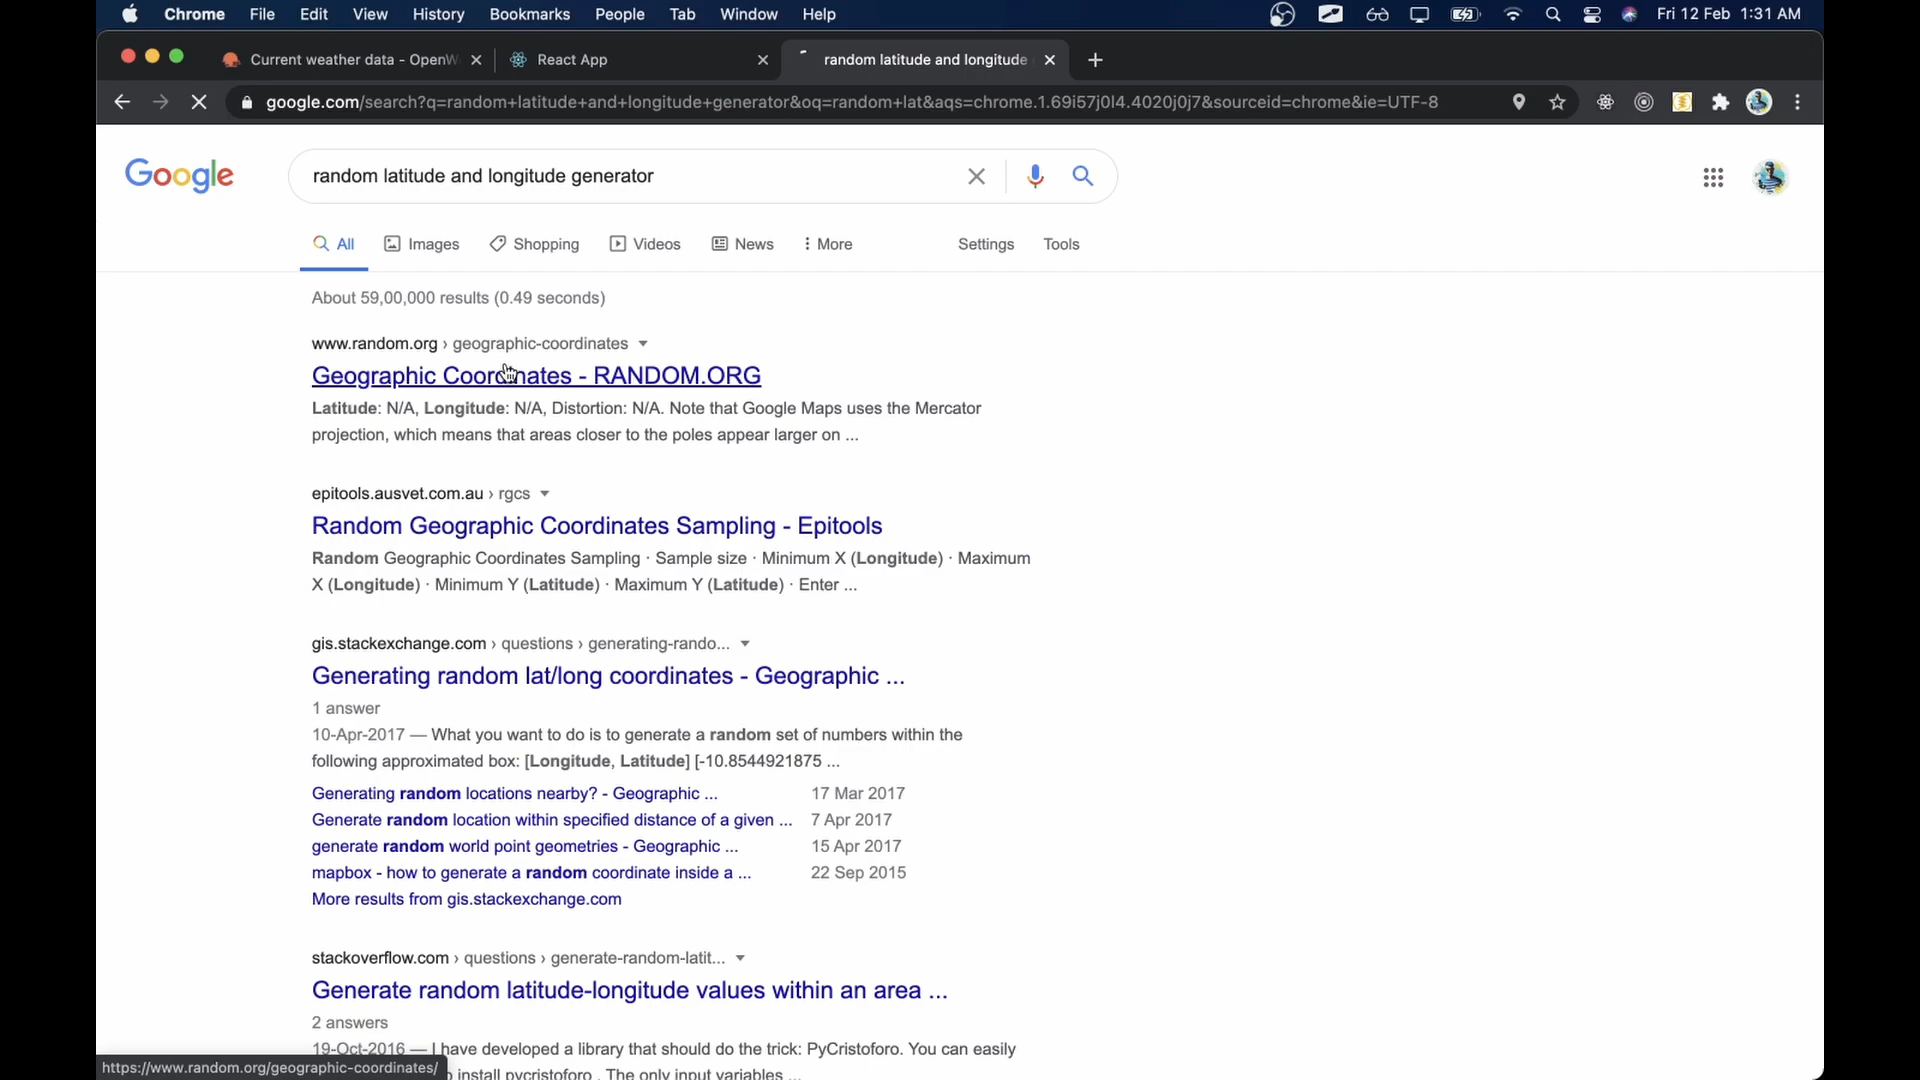 Chrome File Edit View History Bookmarks People Tab Window Help Fri 12 Feb 1:31 AM
Current weather data - OpenW React App random latitude and longitude
google.com/search?q=random+latitude+and+longitude+generator&oq=random+lat&aqs=chrome.1.69i57j0l4.4020j0j7&sourceid=chrome&ie=UTF-8
Google random latitude and longitude generator
All Images Shopping Videos News More Settings Tools
About 59,00,000 results (0.49 seconds)
www.random.org › geographic-coordinates
Geographic Coordinates - RANDOM.ORG
Latitude: N/A, Longitude: N/A, Distortion: N/A. Note that Google Maps uses the Mercator
projection, which means that areas closer to the poles appear larger on ...
epitools.ausvet.com.au › rgcs
Random Geographic Coordinates Sampling - Epitools
Random Geographic Coordinates Sampling · Sample size · Minimum X (Longitude) · Maximum
X (Longitude) · Minimum Y (Latitude) · Maximum Y (Latitude) · Enter ...
gis.stackexchange.com › questions › generating-rando...
Generating random lat/long coordinates - Geographic ...
1 answer
10-Apr-2017 — What you want to do is to generate a random set of numbers within the
following approximated box: [Longitude, Latitude] [-10.8544921875 ...
Generating random locations nearby? - Geographic ... 17 Mar 2017
Generate random location within specified distance of a given ... 7 Apr 2017
generate random world point geometries - Geographic ... 15 Apr 2017
mapbox - how to generate a random coordinate inside a ... 22 Sep 2015
More results from gis.stackexchange.com
stackoverflow.com › questions › generate-random-latit...
Generate random latitude-longitude values within an area ...
2 answers
19-Oct-2016 — I have developed a library that should do the trick: PyCristoforo. You can easily
install pycristoforo . The only input variables ...
https://www.random.org/geographic-coordinates/